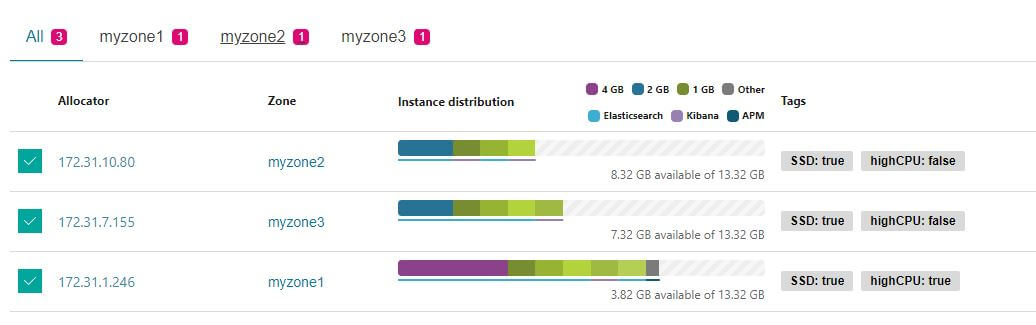 All 3 myzone1 1 myzone2 1 myzone3 1
Allocator Zone Instance distribution 4 GB 2 GB 1 GB Other Tags
Elasticsearch Kibana APM
172.31.10.80 myzone2 SSD: true highCPU: false
8.32 GB available of 13.32 GB
172.31.7.155 myzone3 SSD: true highCPU: false
7.32 GB available of 13.32 GB
172.31.1.246 myzone1 SSD: true highCPU: true
3.82 GB available of 13.32 GB